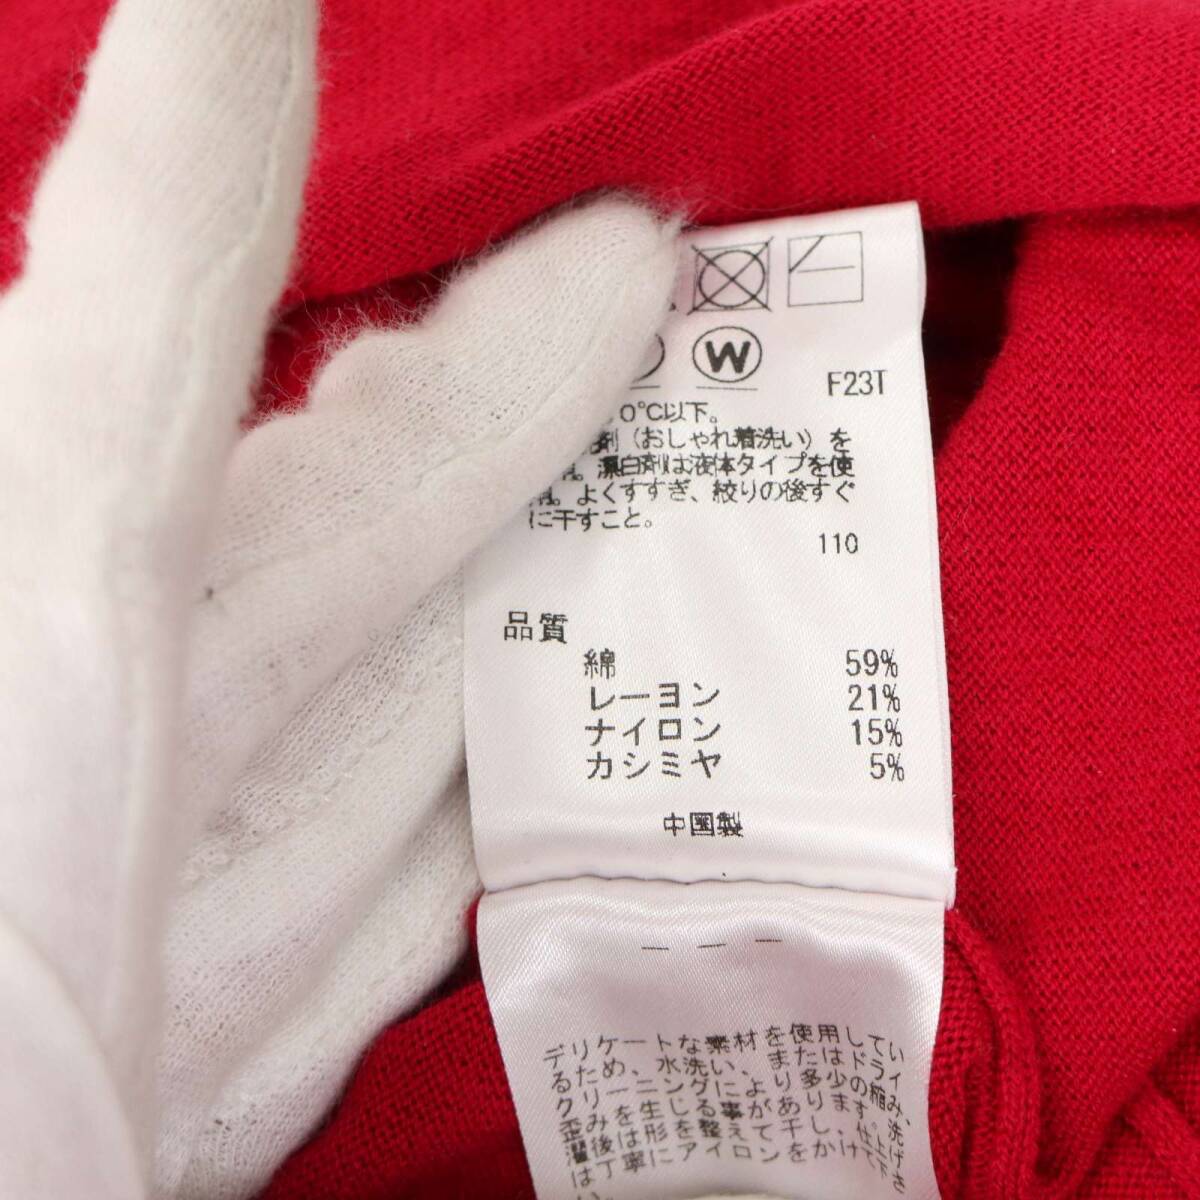 W
F23T
0℃以下。
剤（おしゃれ着洗い）を
漂白剤は液体タイプを使
用。よくすすぎ、絞りの後すぐ
に干すこと。
110
品質
綿 59%
レーヨン 21%
ナイロン 15%
カシミヤ 5%
中国製
デリケートな素材を使用してい
るため、水洗い、またはドライ
クリーニングにより多少の縮み、
歪みを生じる事があります。洗
濯後は形を整えて干し、仕上げ
は丁寧にアイロンをかけて下さ
い。